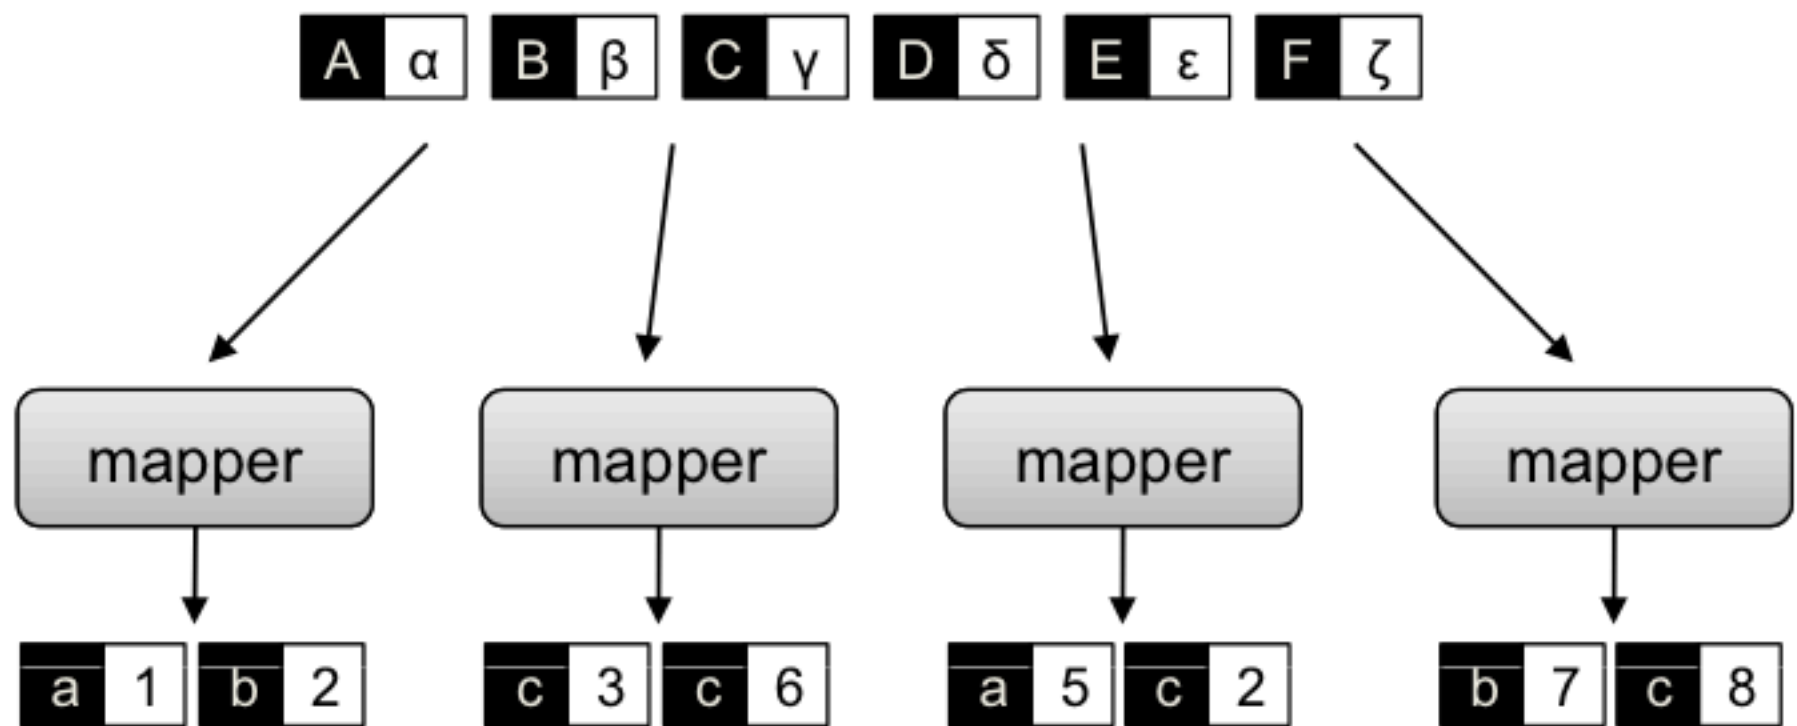 A α B β C γ D δ E ε F ζ
mapper mapper mapper mapper
a 1 b 2 c 3 c 6 a 5 c 2 b 7 c 8